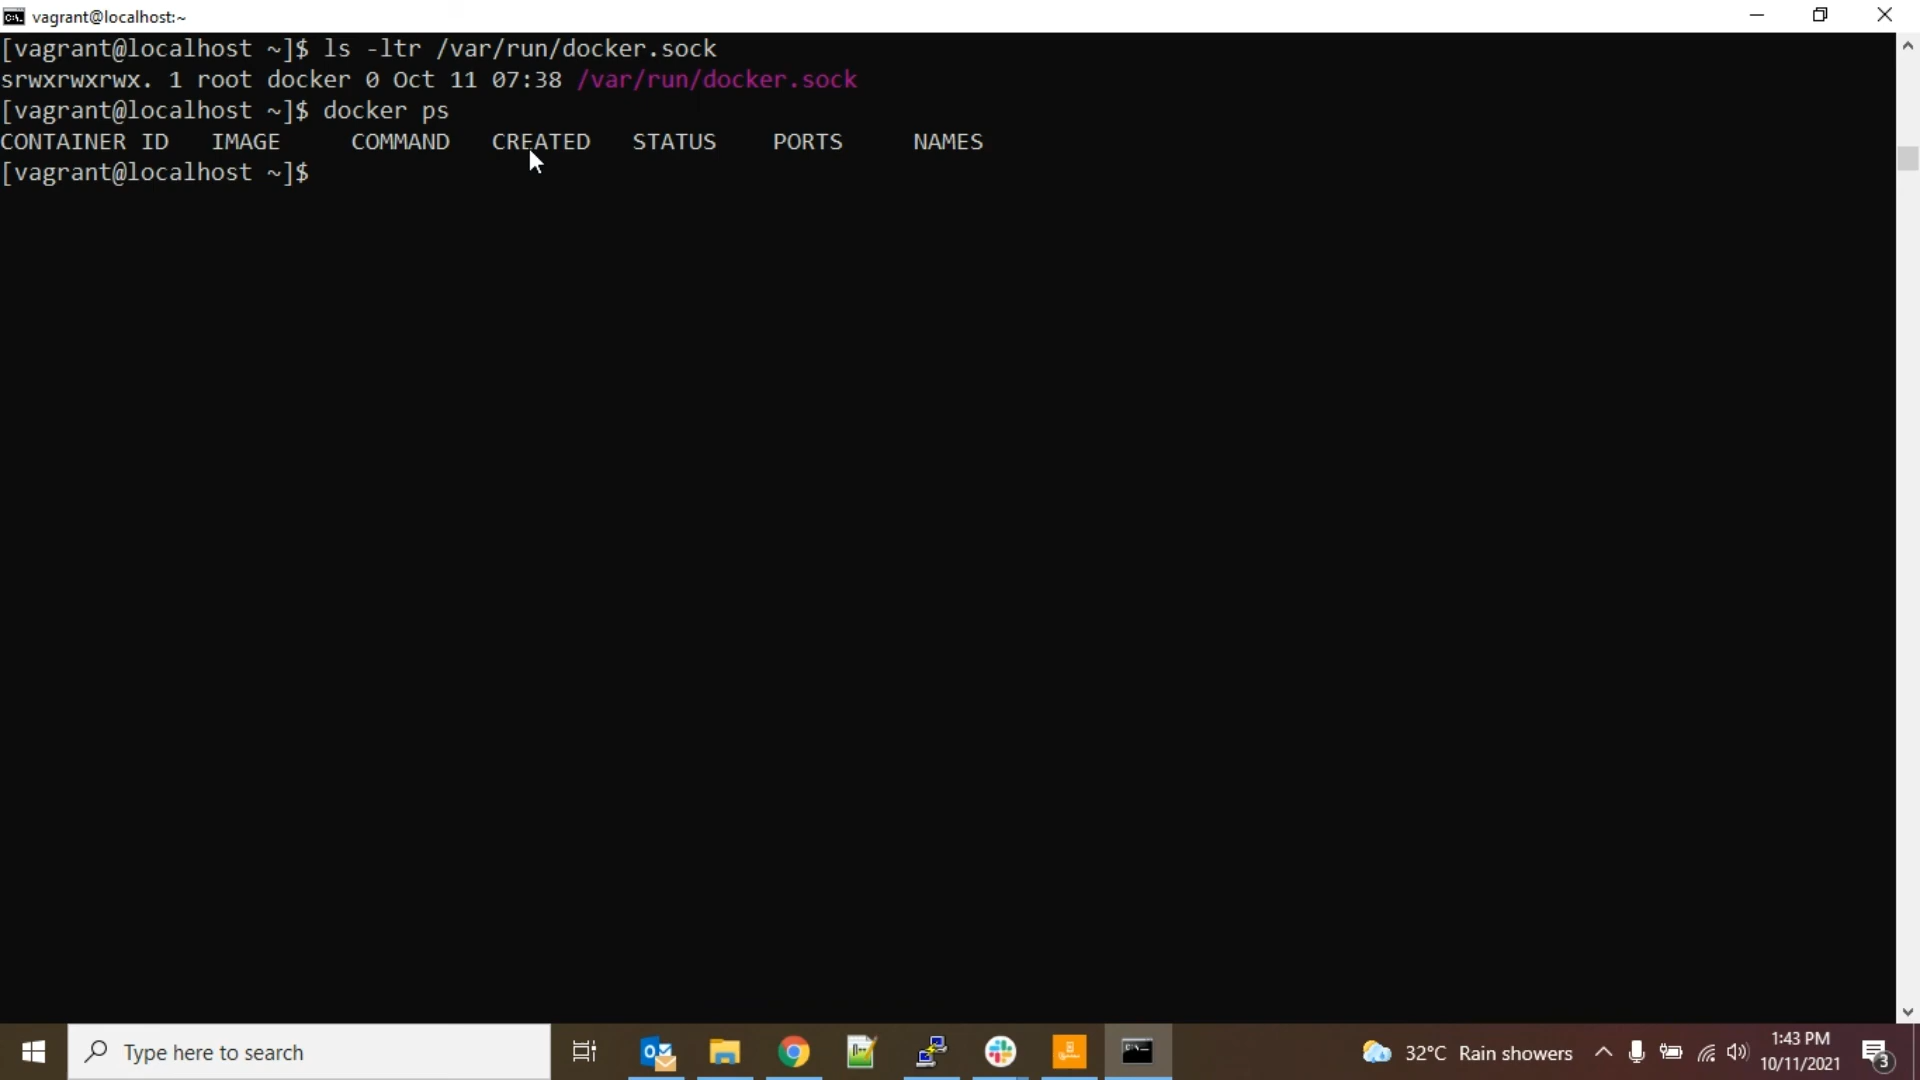 vagrant@localhost:~
[vagrant@localhost ~]$ ls -ltr /var/run/docker.sock
srwxrwxrwx. 1 root docker 0 Oct 11 07:38 /var/run/docker.sock
[vagrant@localhost ~]$ docker ps
CONTAINER ID   IMAGE     COMMAND   CREATED   STATUS    PORTS     NAMES
[vagrant@localhost ~]$
Type here to search
32°C Rain showers
1:43 PM
10/11/2021
3